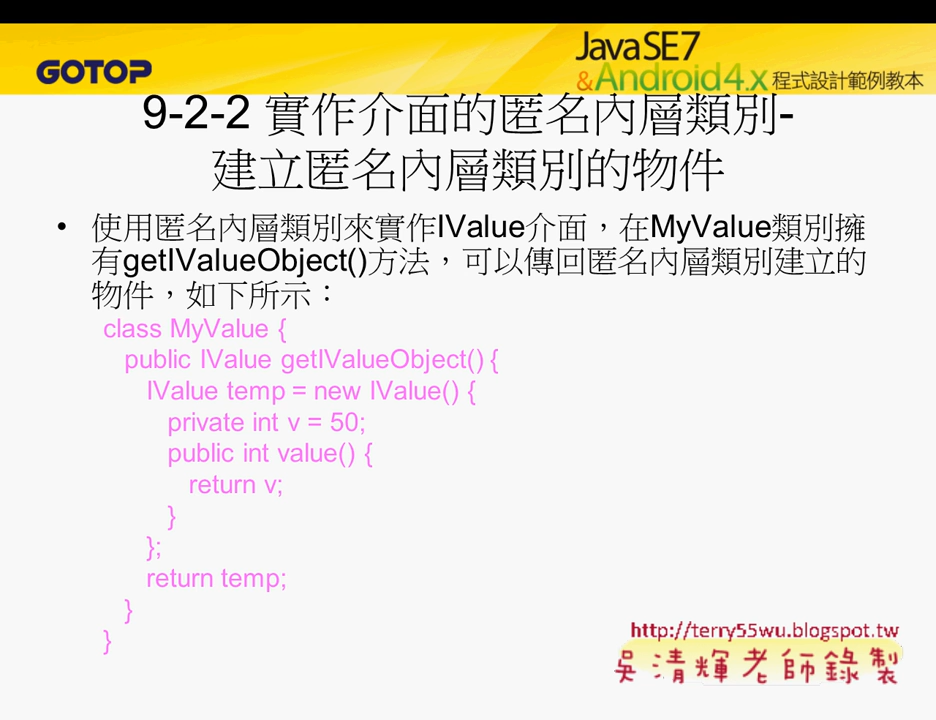 GOTOP
Java SE 7
& Android 4.x 程式設計範例教本
9-2-2 實作介面的匿名內層類別-
建立匿名內層類別的物件
• 使用匿名內層類別來實作IValue介面，在MyValue類別擁
有getIValueObject()方法，可以傳回匿名內層類別建立的
物件，如下所示：
class MyValue {
public IValue getIValueObject() {
IValue temp = new IValue() {
private int v = 50;
public int value() {
return v;
}
};
return temp;
}
}
http://terry55wu.blogspot.tw
吳清輝老師錄製